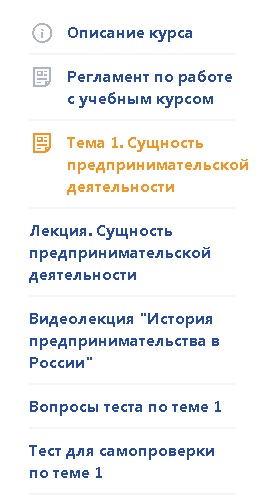 Описание курса
Регламент по работе
с учебным курсом
Тема 1. Сущность
предпринимательской
деятельности
Лекция. Сущность
предпринимательской
деятельности
Видеолекция "История
предпринимательства в
России"
Вопросы теста по теме 1
Тест для самопроверки
по теме 1